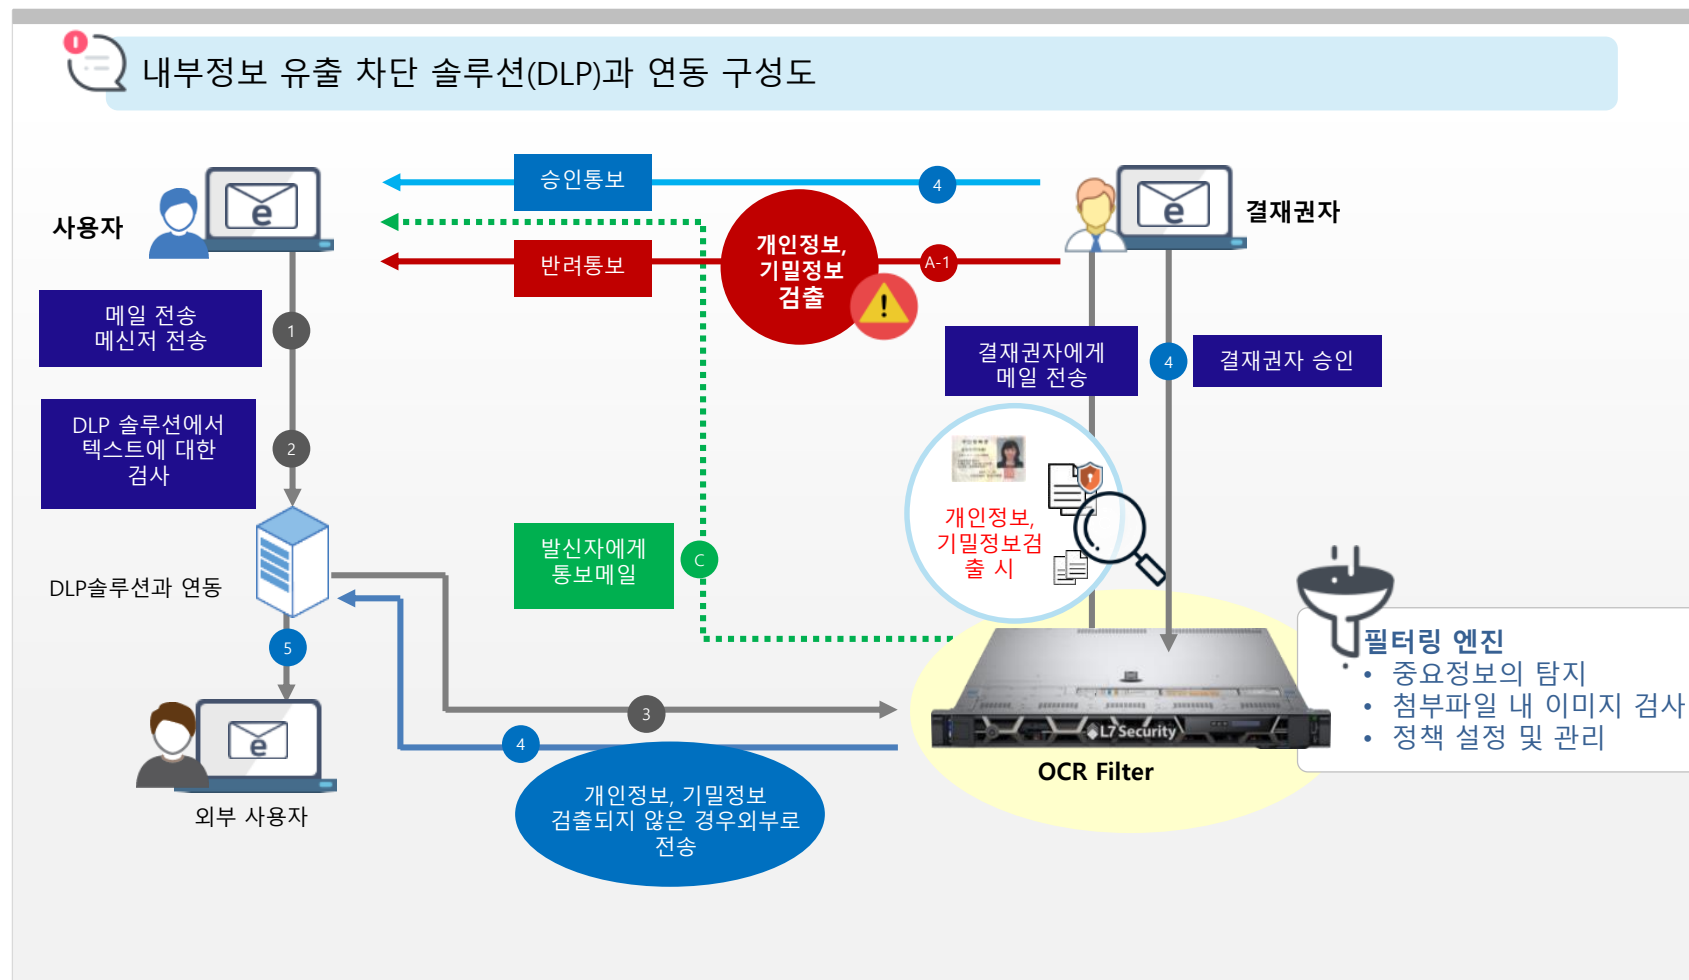 내부정보 유출 차단 솔루션(DLP)과 연동 구성도
승인통보
4
사용자
결재권자
개인정보,
기밀정보
검출
반려통보
A-1
메일 전송
메신저 전송
1
결재권자에게
메일 전송
4
결재권자 승인
DLP 솔루션에서
텍스트에 대한
검사
2
개인정보,
기밀정보검
출 시
발신자에게
통보메일
C
DLP솔루션과 연동
5
필터링 엔진
• 중요정보의 탐지
• 첨부파일 내 이미지 검사
• 정책 설정 및 관리
3
4
L7 Security
OCR Filter
개인정보, 기밀정보
검출되지 않은 경우외부로
전송
외부 사용자